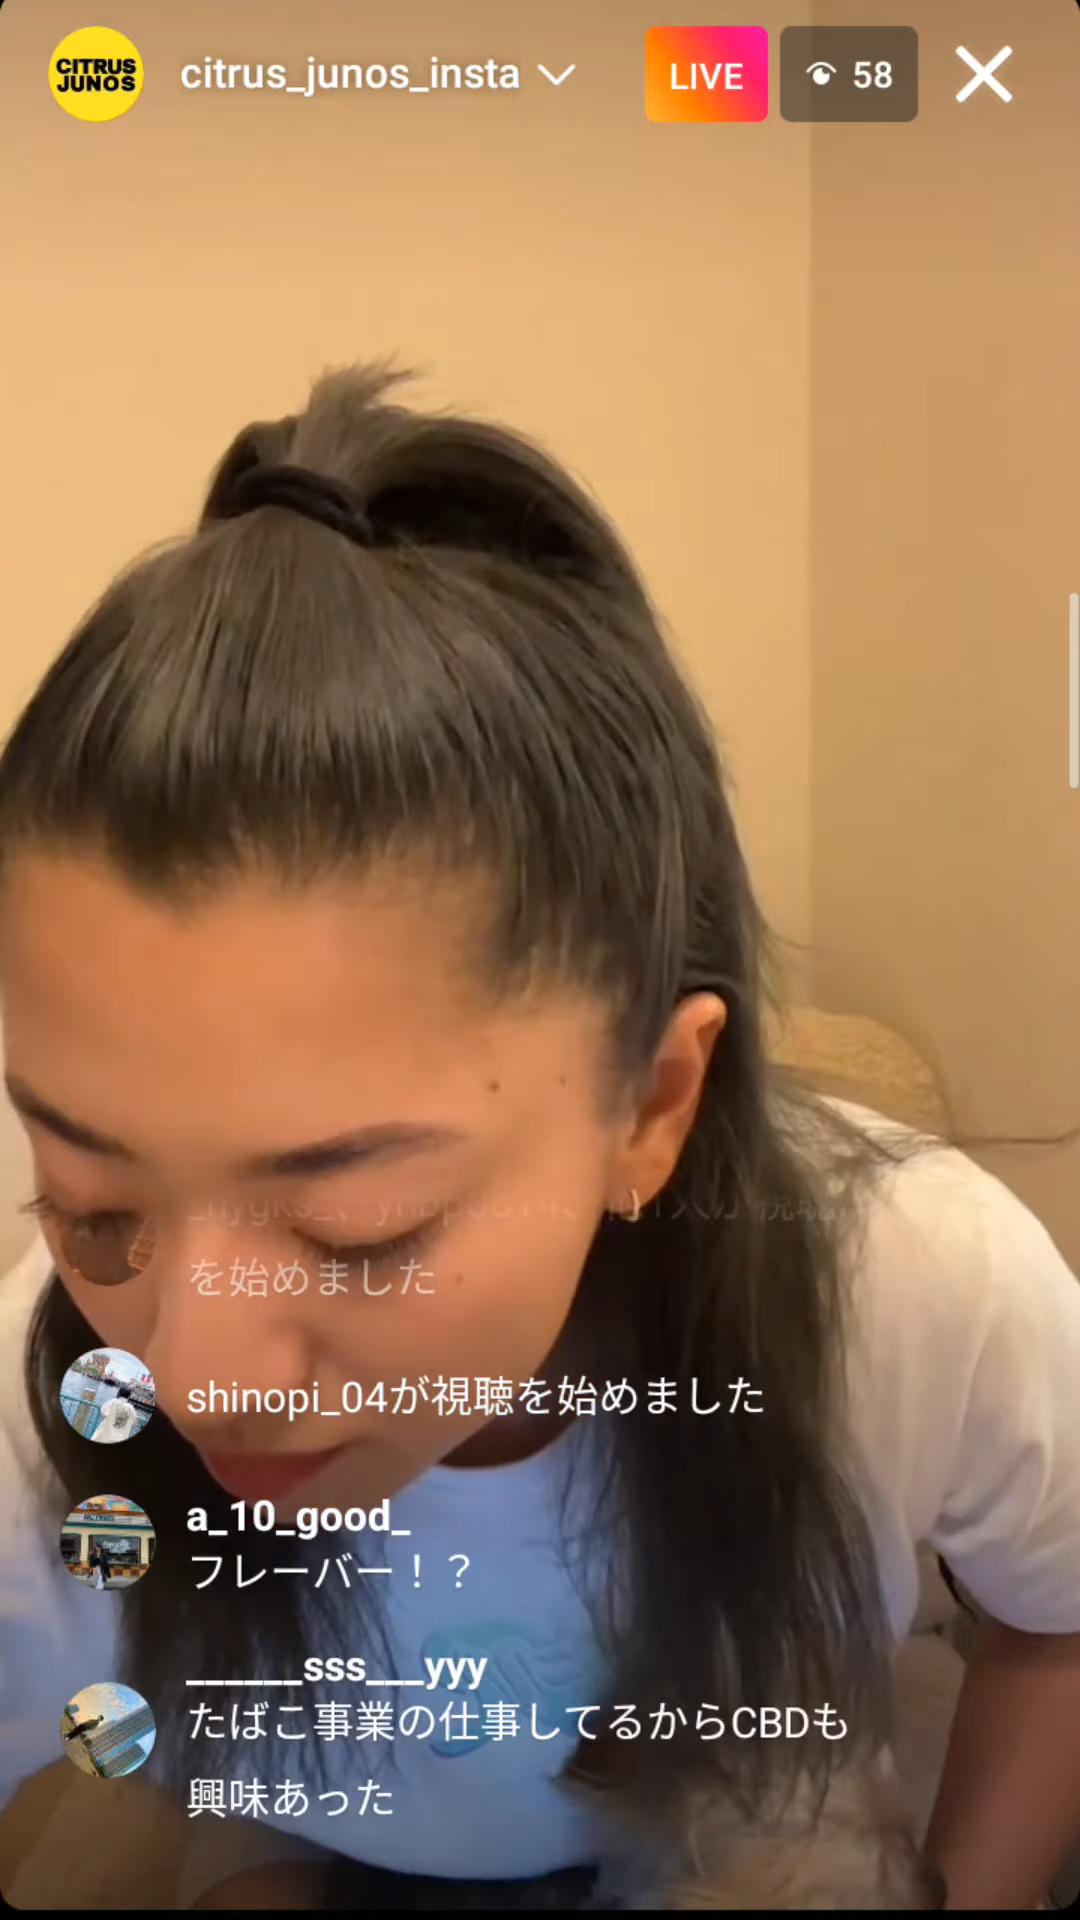 CITRUS
JUNOS
citrus_junos_insta
LIVE
58
を始めました
shinopi_04が視聴を始めました
a_10_good_
フレーバー！？
______sss___yyy
たばこ事業の仕事してるからCBDも
興味あった